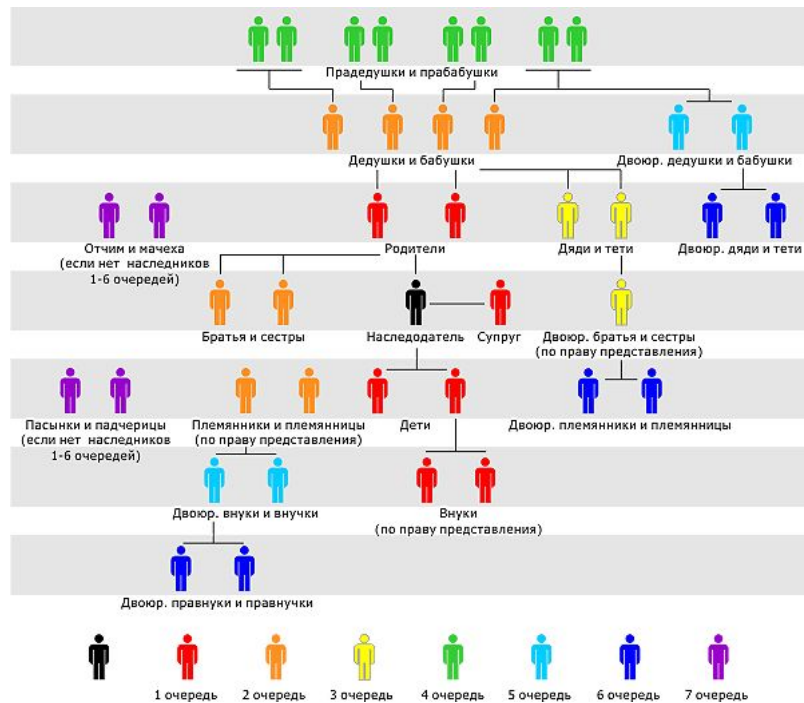 Прадедушки и прабабушки
Дедушки и бабушки
Двоюр. дедушки и бабушки
Отчим и мачеха
(если нет наследников
1-6 очередей)
Родители
Дяди и тети
Двоюр. дяди и тети
Братья и сестры
Наследодатель
Супруг
Двоюр. братья и сестры
(по праву представления)
Пасынки и падчерицы
(если нет наследников
1-6 очередей)
Племянники и племянницы
(по праву представления)
Дети
Двоюр. племянники и племянницы
Двоюр. внуки и внучки
Внуки
(по праву представления)
Двоюр. правнуки и правнучки
1 очередь
2 очередь
3 очередь
4 очередь
5 очередь
6 очередь
7 очередь